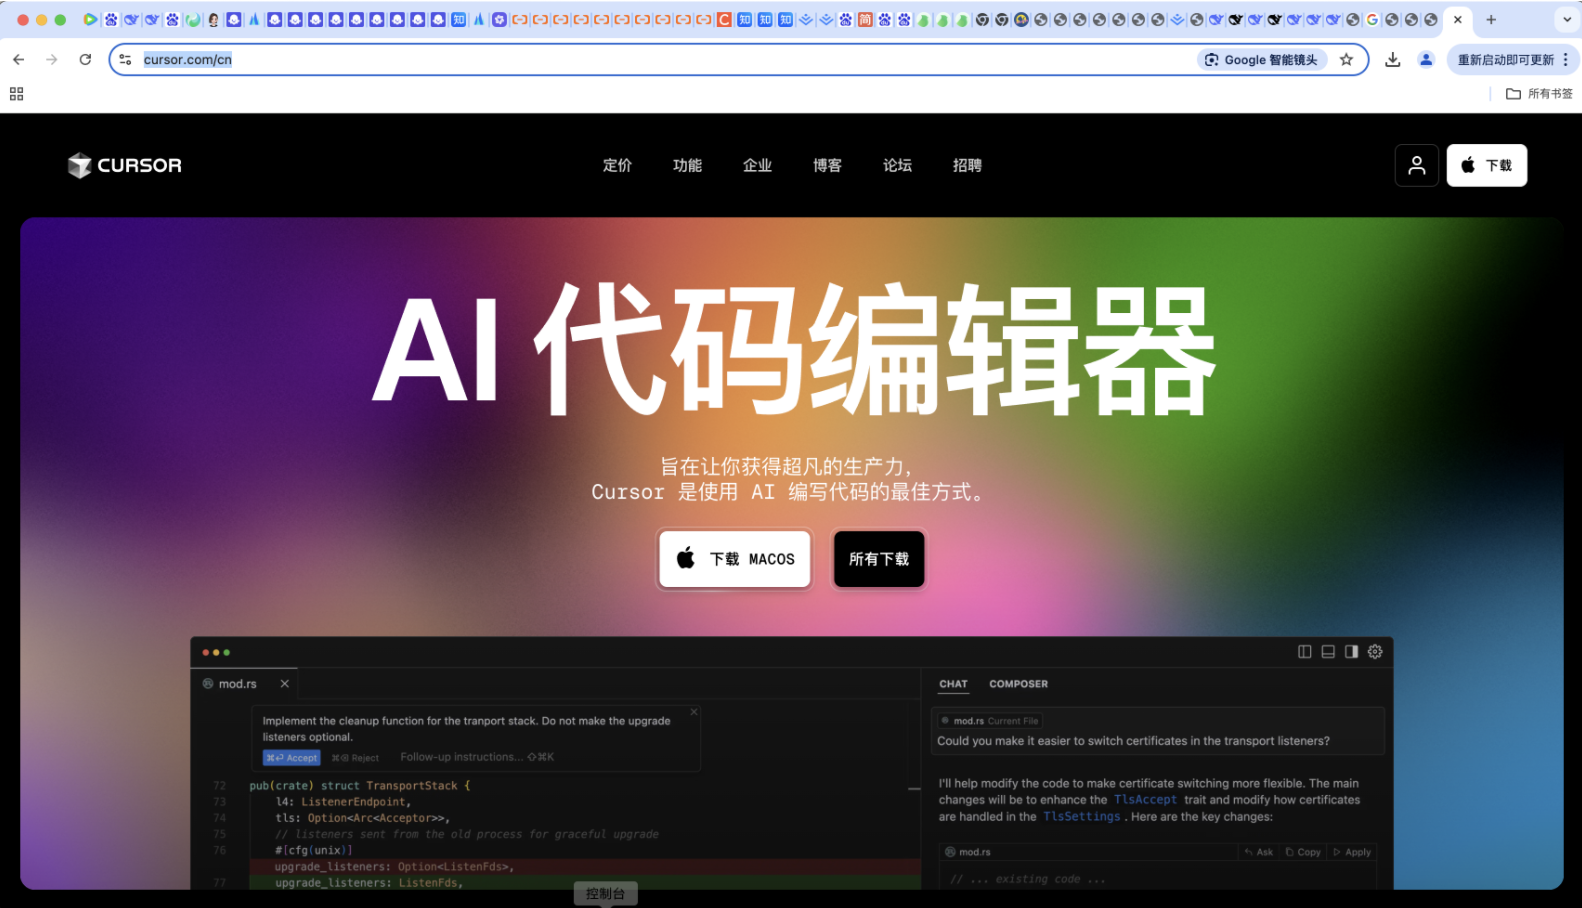 cursor.com/cn
Google 智能镜头
重新启动即可更新
所有书签
CURSOR
定价 功能 企业 博客 论坛 招聘
下载
AI 代码编辑器
旨在让你获得超凡的生产力，
Cursor 是使用 AI 编写代码的最佳方式。
下载 MACOS
所有下载
mod.rs
Implement the cleanup function for the tranport stack. Do not make the upgrade
listeners optional.
⌘⏎ Accept ⌘⌫ Reject Follow-up instructions... ⇧⌘K
72 pub(crate) struct TransportStack {
73 l4: ListenerEndpoint,
74 tls: Option<Arc<Acceptor>>,
75 // listeners sent from the old process for graceful upgrade
76 #[cfg(unix)]
upgrade_listeners: Option<ListenFds>,
77 upgrade_listeners: ListenFds,
CHAT COMPOSER
mod.rs Current File
Could you make it easier to switch certificates in the transport listeners?
I'll help modify the code to make certificate switching more flexible. The main
changes will be to enhance the TlsAccept trait and modify how certificates
are handled in the TlsSettings . Here are the key changes:
mod.rs Ask Copy Apply
// ... existing code ...
控制台